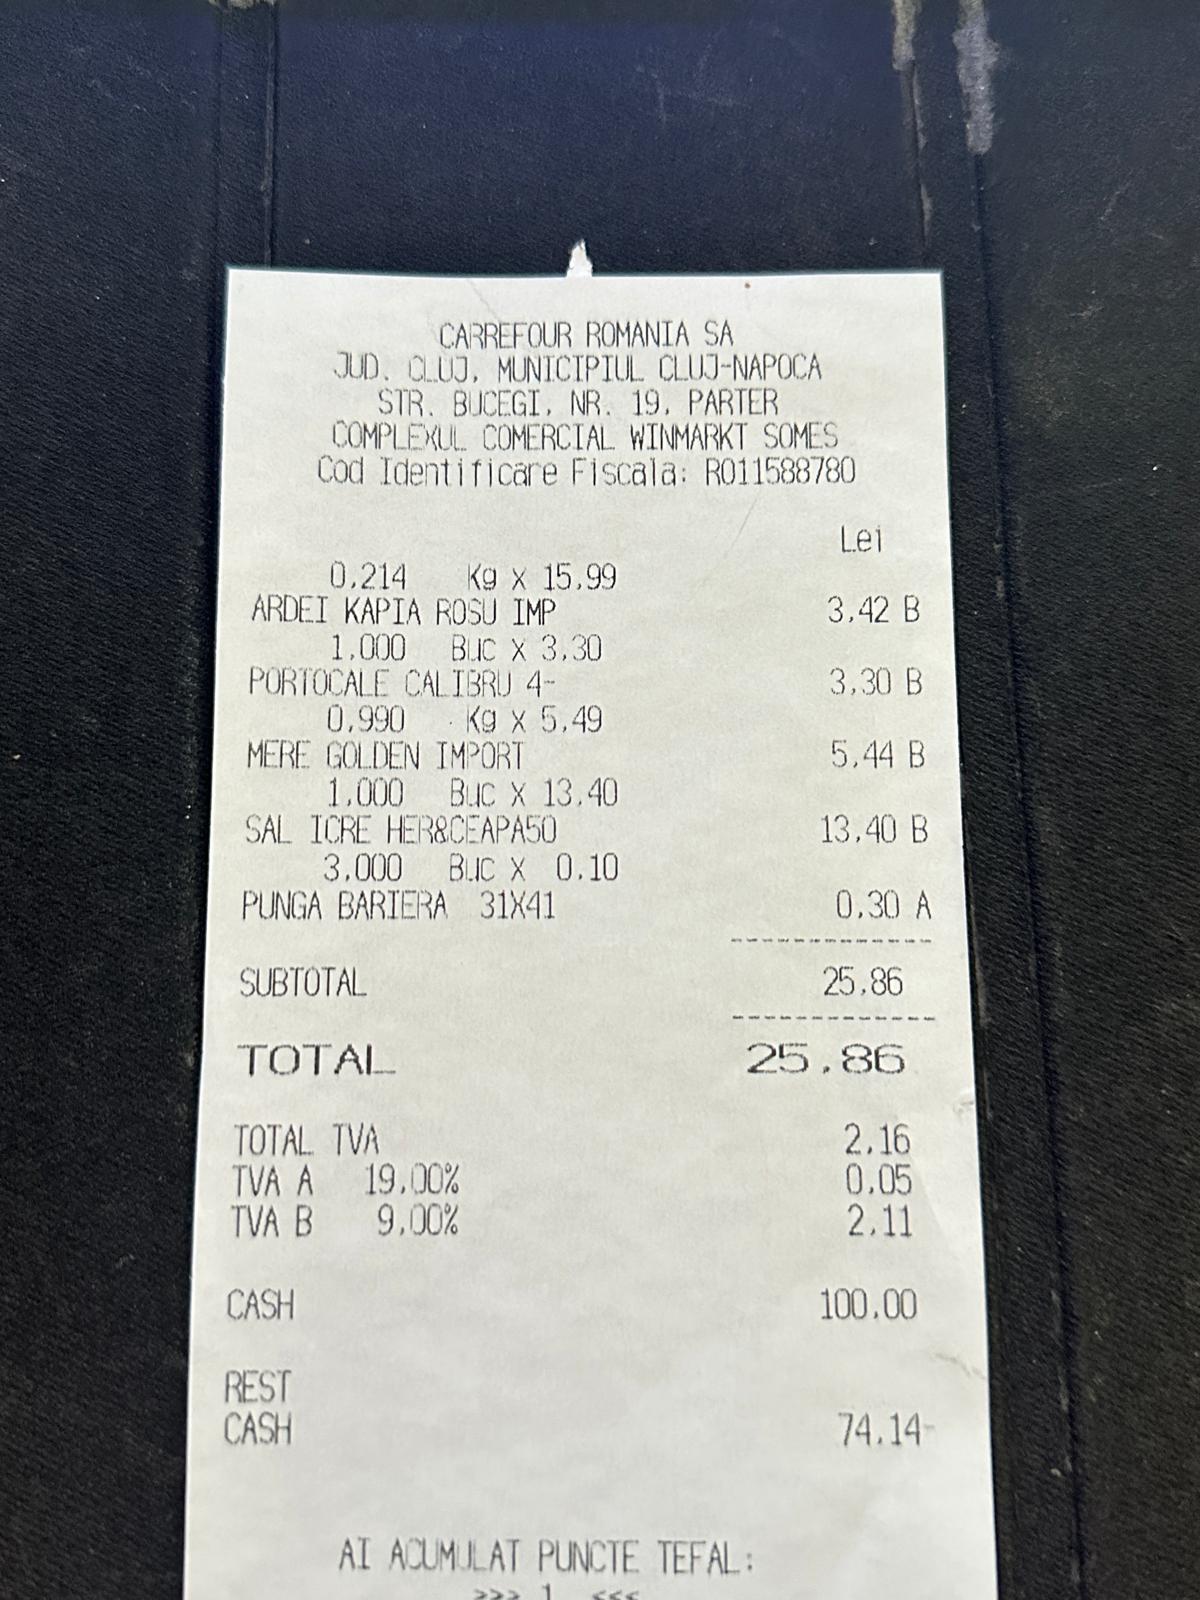 CARREFOUR ROMANIA SA
JUD. CLUJ, MUNICIPIUL CLUJ-NAPOCA
STR. BUCEGI, NR. 19, PARTER
COMPLEXUL COMERCIAL WINMARKT SOMES
Cod Identificare Fiscala: RO11588780
Lei
0,214 Kg X 15,99
ARDEI KAPIA ROSU IMP 3,42 B
1,000 Buc X 3,30
PORTOCALE CALIBRU 4- 3,30 B
0,990 Kg X 5,49
MERE GOLDEN IMPORT 5,44 B
1,000 Buc X 13,40
SAL ICRE HER&CEAPA50 13,40 B
3,000 Buc X 0,10
PUNGA BARIERA 31X41 0,30 A
SUBTOTAL 25,86
TOTAL 25,86
TOTAL TVA 2,16
TVA A 19,00% 0,05
TVA B 9,00% 2,11
CASH 100,00
REST
CASH 74,14-
AI ACUMULAT PUNCTE TEFAL:
>>> 1 <<<